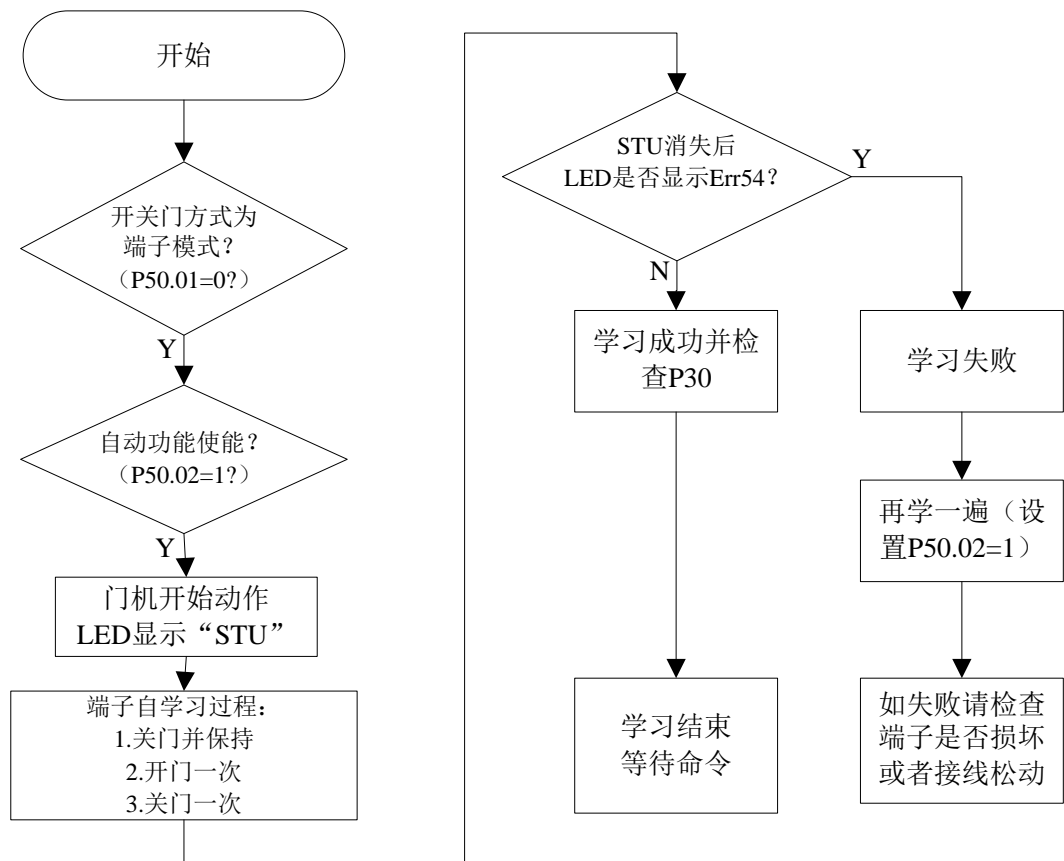 开始
开关门方式为
端子模式？
（P50.01=0?）
Y
自动功能使能？
（P50.02=1?）
Y
门机开始动作
LED显示“STU”
端子自学习过程：
1.关门并保持
2.开门一次
3.关门一次
STU消失后
LED是否显示Err54？
Y
N
学习成功并检
查P30
学习失败
再学一遍（设
置P50.02=1）
学习结束
等待命令
如失败请检查
端子是否损坏
或者接线松动